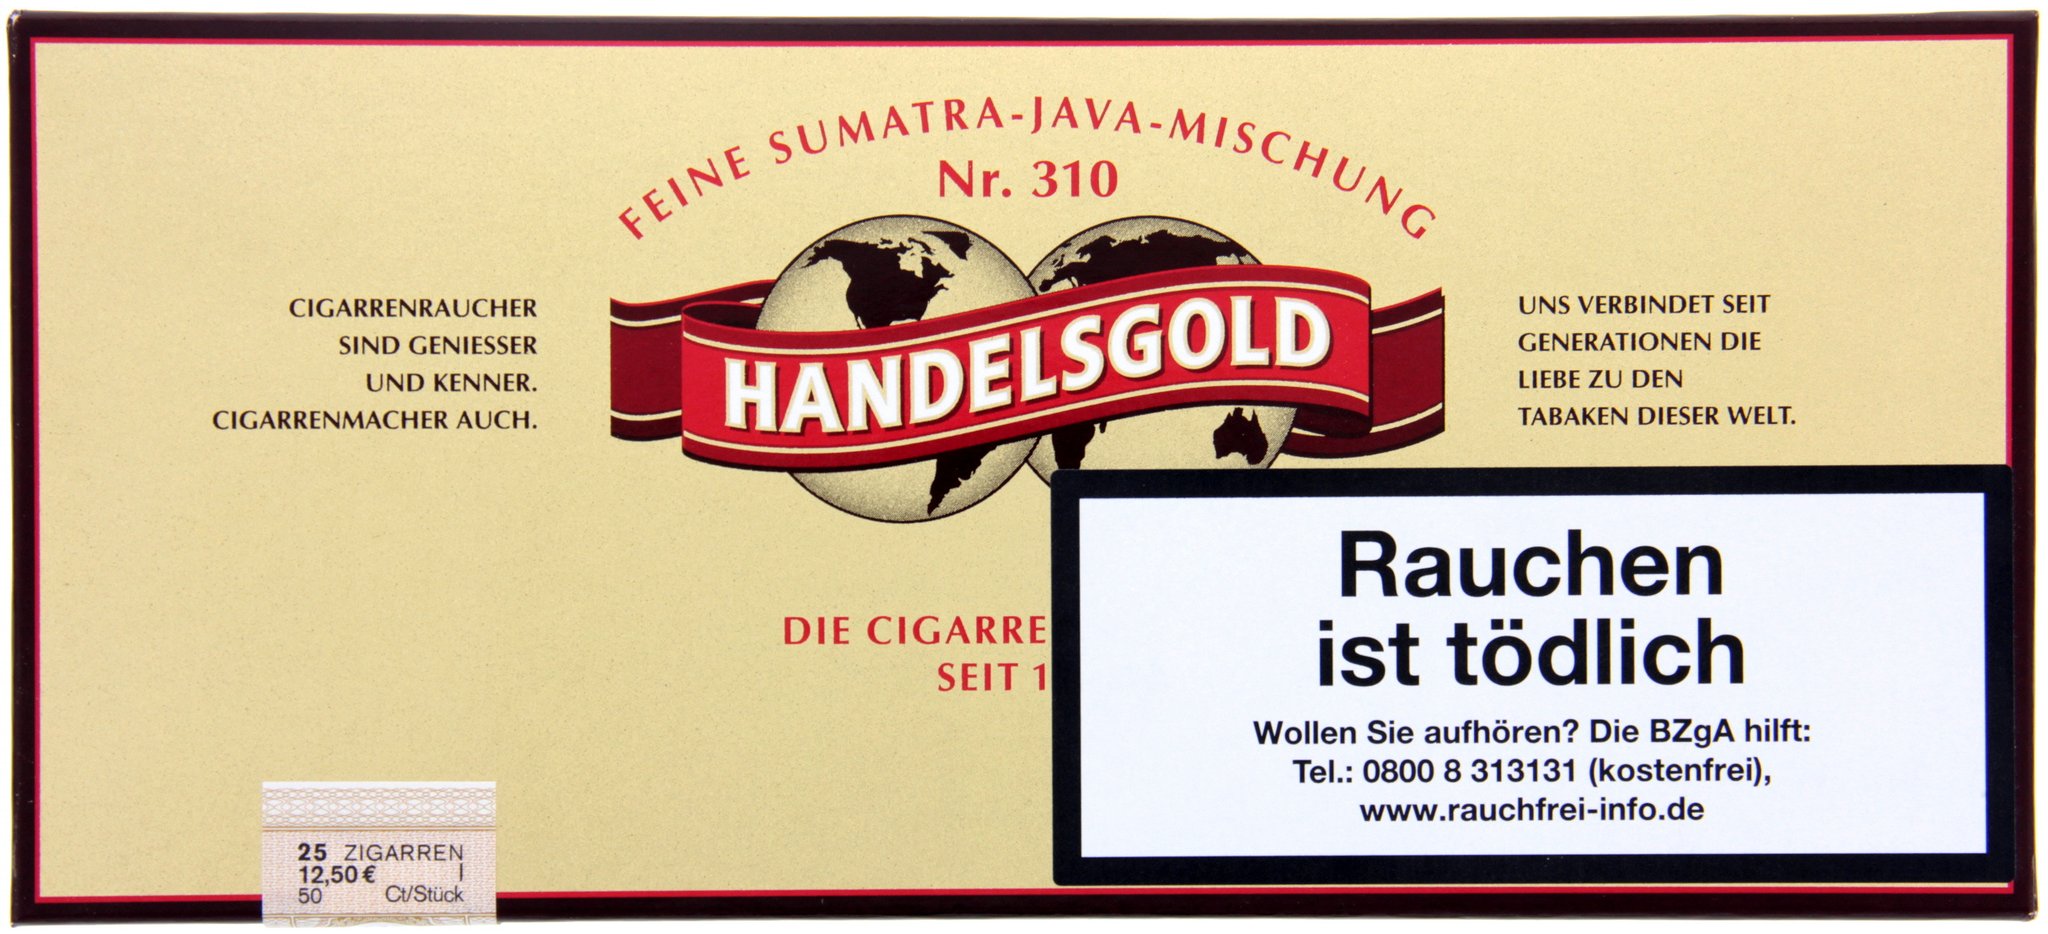 FEINE SUMATRA-JAVA-MISCHUNG
Nr. 310
HANDELSGOLD
CIGARRENRAUCHER
SIND GENIESSER
UND KENNER.
CIGARRENMACHER AUCH.
UNS VERBINDET SEIT
GENERATIONEN DIE
LIEBE ZU DEN
TABAKEN DIESER WELT.
DIE CIGARRE
SEIT 1
Rauchen
ist tödlich
Wollen Sie aufhören? Die BZgA hilft:
Tel.: 0800 8 313131 (kostenfrei),
www.rauchfrei-info.de
25 ZIGARREN
12,50 € I
50 Ct/Stück